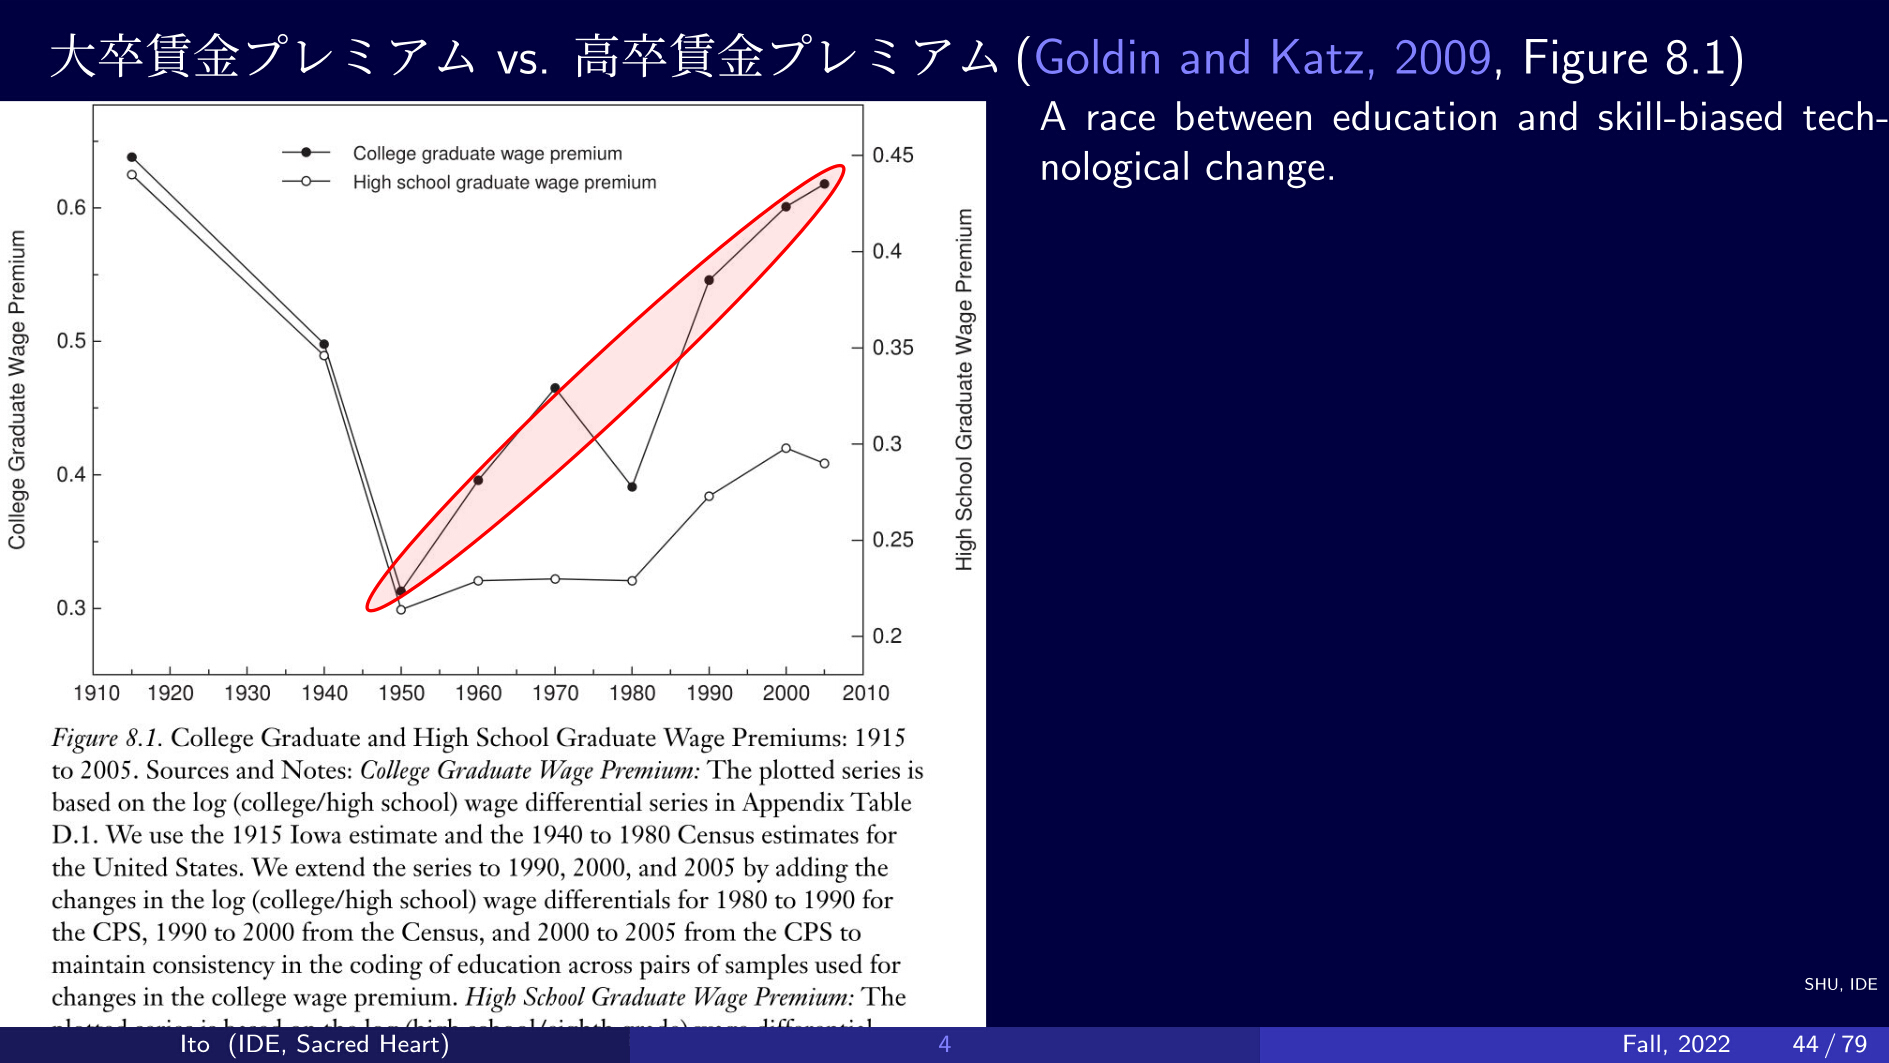 大卒賃金プレミアム vs. 高卒賃金プレミアム (Goldin and Katz, 2009, Figure 8.1)
College graduate wage premium
High school graduate wage premium
College Graduate Wage Premium
0.6
0.5
0.4
0.3
0.45
0.4
0.35
0.3
0.25
0.2
High School Graduate Wage Premium
1910 1920 1930 1940 1950 1960 1970 1980 1990 2000 2010
Figure 8.1. College Graduate and High School Graduate Wage Premiums: 1915
to 2005. Sources and Notes: College Graduate Wage Premium: The plotted series is
based on the log (college/high school) wage differential series in Appendix Table
D.1. We use the 1915 Iowa estimate and the 1940 to 1980 Census estimates for
the United States. We extend the series to 1990, 2000, and 2005 by adding the
changes in the log (college/high school) wage differentials for 1980 to 1990 for
the CPS, 1990 to 2000 from the Census, and 2000 to 2005 from the CPS to
maintain consistency in the coding of education across pairs of samples used for
changes in the college wage premium. High School Graduate Wage Premium: The
A race between education and skill-biased tech-
nological change.
SHU, IDE
Ito (IDE, Sacred Heart) 4 Fall, 2022 44 / 79